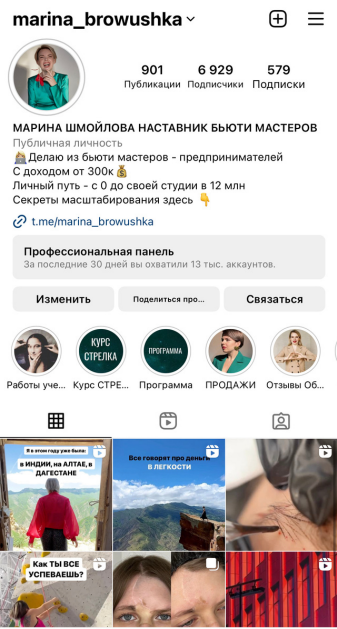 marina_browushka
901
6 929
579
Публикации
Подписчики
Подписки
МАРИНА ШМОЙЛОВА НАСТАВНИК БЬЮТИ МАСТЕРОВ
Публичная личность
Делаю из бьюти мастеров - предпринимателей
С доходом от 300к
Личный путь - с 0 до своей студии в 12 млн
Секреты масштабирования здесь
t.me/marina_browushka
Профессиональная панель
За последние 30 дней вы охватили 13 тыс. аккаунтов.
Изменить
Поделиться про...
Связаться
КУРС
СТРЕЛКА
ПРОГРАММА
Работы уче...
Курс СТРЕ...
Программа
ПРОДАЖИ
Отзывы Об...
Я в этом году уже была:
в ИНДИИ, на АЛТАЕ, в
ДАГЕСТАНЕ
Все говорят про деньги
В ЛЕГКОСТИ
Как ТЫ ВСЕ
УСПЕВАЕШЬ?